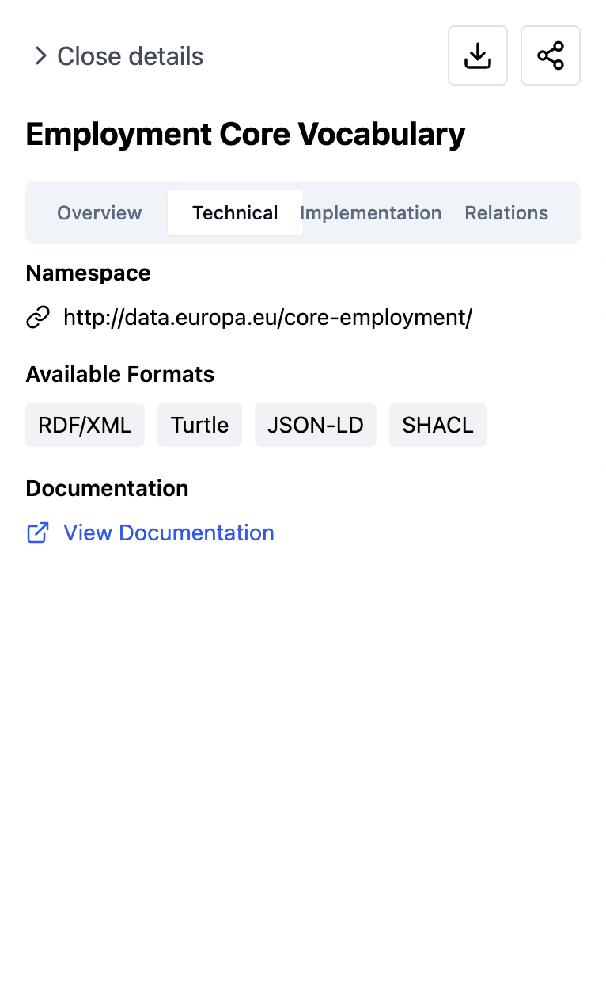 Close details
Employment Core Vocabulary
Overview Technical Implementation Relations
Namespace
http://data.europa.eu/core-employment/
Available Formats
RDF/XML Turtle JSON-LD SHACL
Documentation
View Documentation